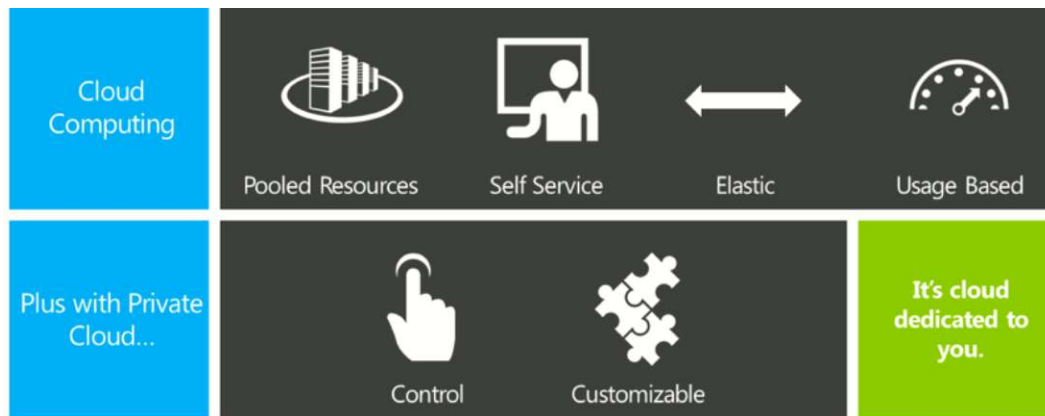 Cloud
Computing
Pooled Resources
Self Service
Elastic
Usage Based
Plus with Private
Cloud...
Control
Customizable
It's cloud
dedicated to
you.